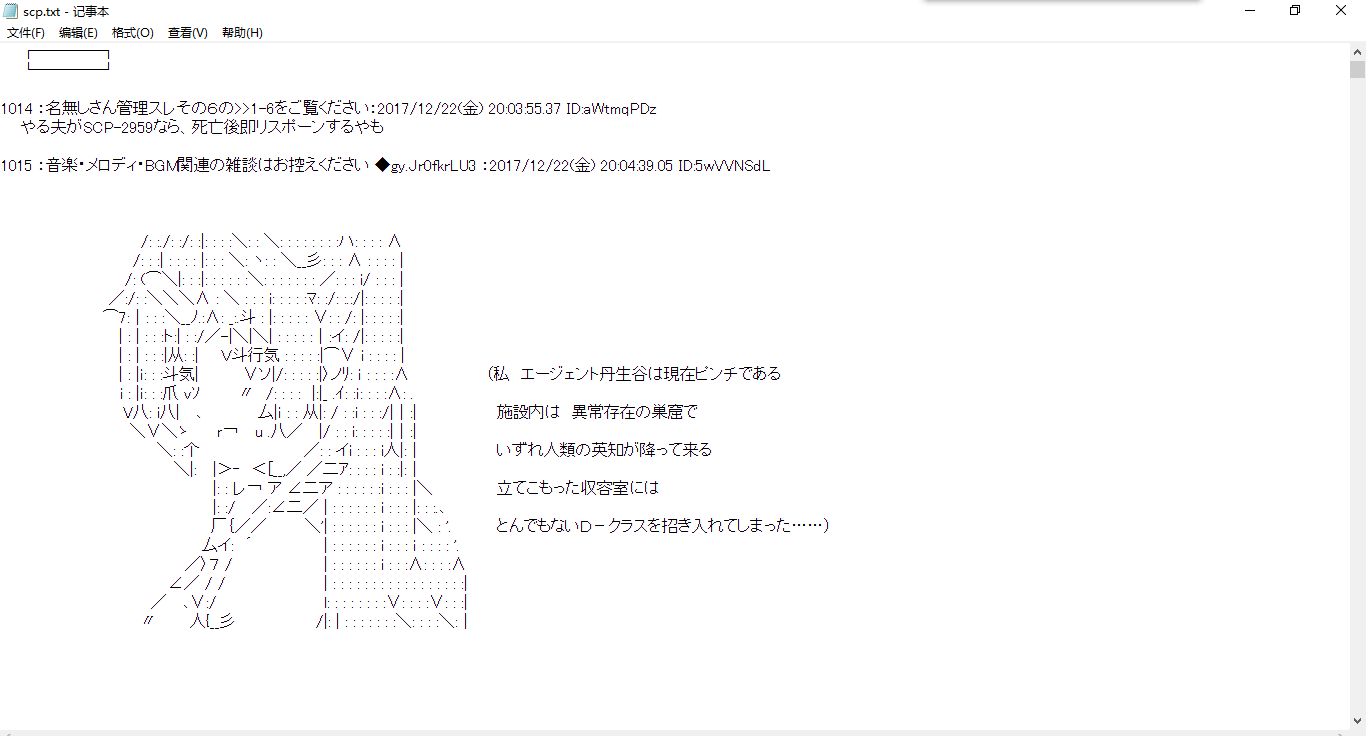 scp.txt - 记事本
文件(F) 编辑(E) 格式(O) 查看(V) 帮助(H)
1014 ：名無しさん管理スレその６の>>1-6をご覧ください：2017/12/22(金) 20:03:55.37 ID:aWtmqPDz
やる夫がSCP-2959なら、死亡後即リスポーンするやも
1015 ：音楽・メロディ・BGM関連の雑談はお控えください ◆gy.Jr0fkrLU3 ：2017/12/22(金) 20:04:39.05 ID:5wVVNSdL
（私　エージェント丹生谷は現在ピンチである
施設内は　異常存在の巣窟で
いずれ人類の英知が降って来る
立てこもった収容室には
とんでもないＤ－クラスを招き入れてしまった……）